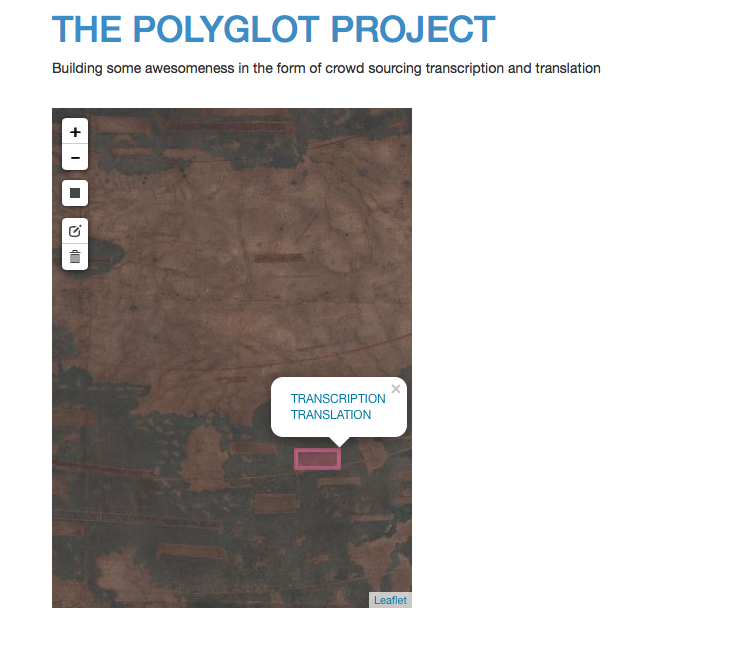 THE POLYGLOT PROJECT
Building some awesomeness in the form of crowd sourcing transcription and translation
+
−
×
TRANSCRIPTION
TRANSLATION
Leaflet